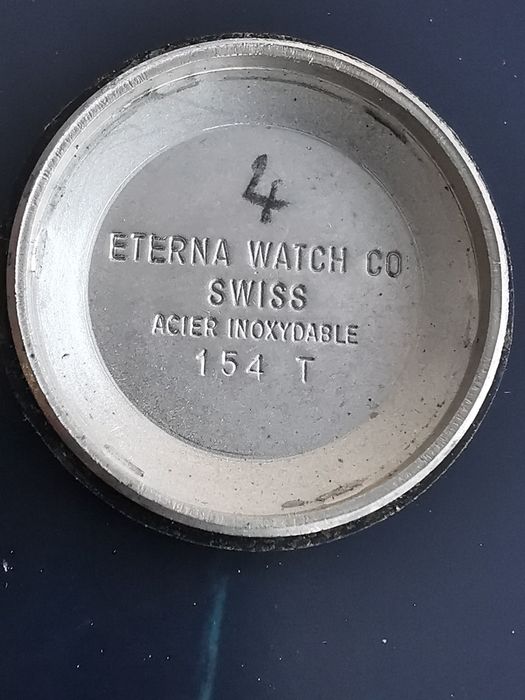 4
ETERNA WATCH CO
SWISS
ACIER INOXYDABLE
154 T